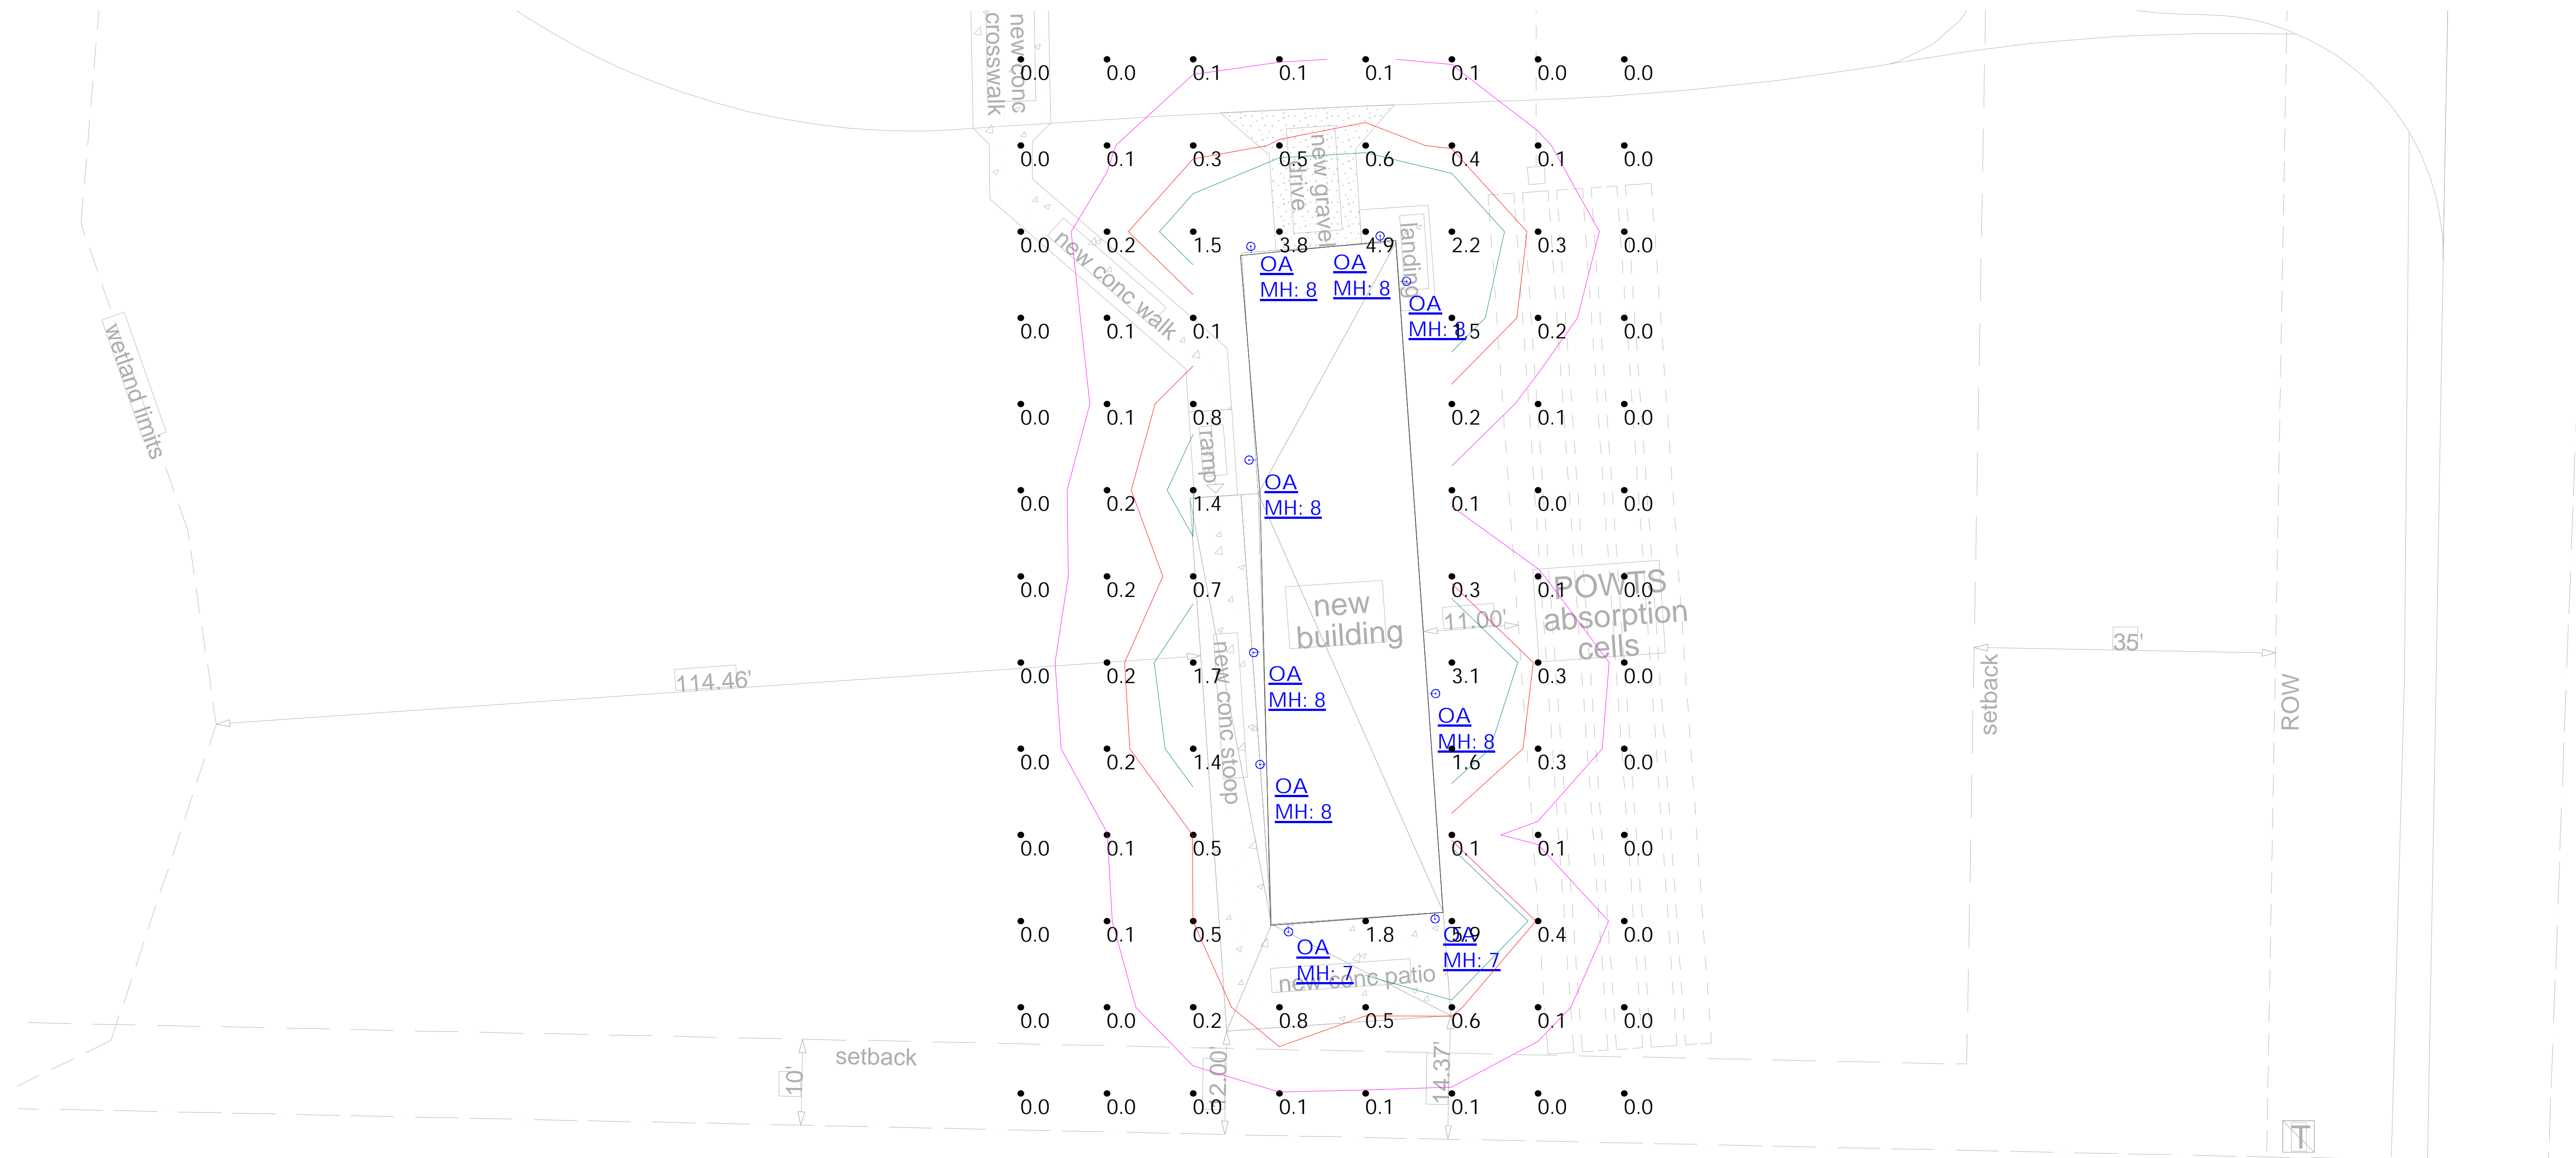 new conc
crosswalk
0.0 0.0 0.1 0.1 0.1 0.1 0.0 0.0
new gravel
drive
0.0 0.1 0.3 0.5 0.6 0.4 0.1 0.0
landing
new conc walk
0.0 0.2 1.5 3.8 4.9 2.2 0.3 0.0
OA
MH: 8
OA
MH: 8
OA
MH: 8
0.0 0.1 0.1 1.5 0.2 0.0
wetland limits
0.0 0.1 0.8 0.2 0.1 0.0
ramp
OA
MH: 8
0.0 0.2 1.4 0.1 0.0 0.0
0.0 0.2 0.7 0.3 0.1 0.0
new
building
11.00'
POWTS
absorption
cells
35'
114.46'
setback
ROW
0.0 0.2 1.7 3.1 0.3 0.0
new conc stoop
OA
MH: 8
OA
MH: 8
0.0 0.2 1.4 1.6 0.3 0.0
OA
MH: 8
0.0 0.1 0.5 0.1 0.1 0.0
0.0 0.1 0.5 1.8 5.9 0.4 0.0
OA
MH: 7
OA
MH: 7
new conc patio
0.0 0.0 0.2 0.8 0.5 0.6 0.1 0.0
setback
10'
12.00'
14.37'
0.0 0.0 0.0 0.1 0.1 0.1 0.0 0.0
T